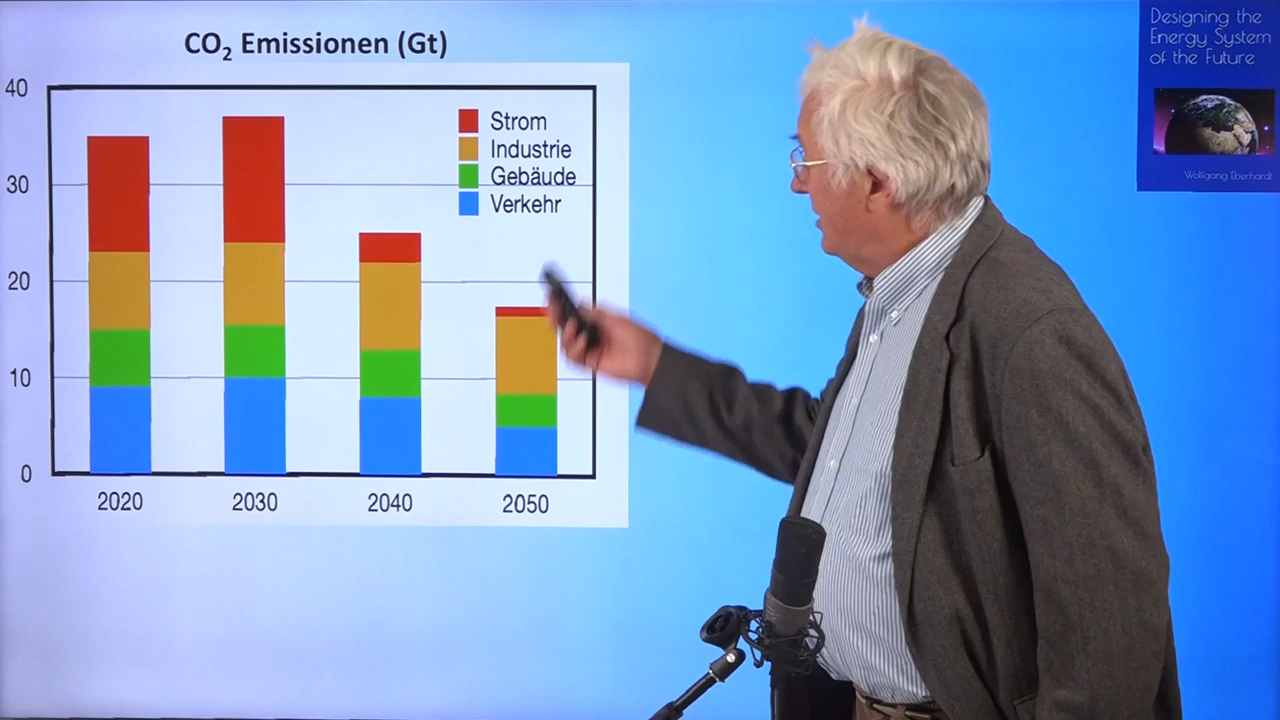 CO₂ Emissionen (Gt)
40
30
20
10
0
Strom
Industrie
Gebäude
Verkehr
2020
2030
2040
2050
Designing the
Energy System
of the Future
Wolfgang Eberhardt